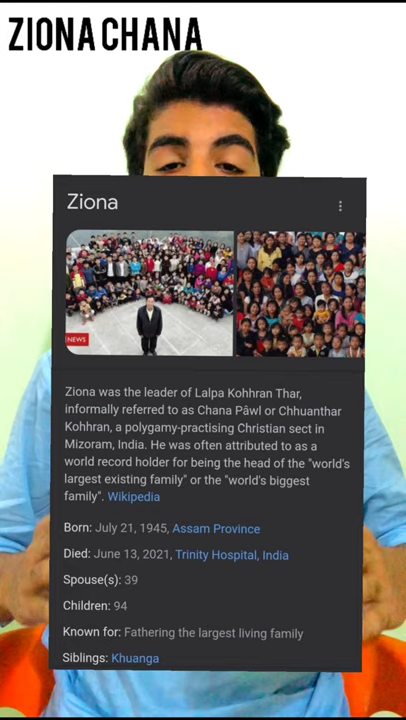 ZIONA CHANA
Ziona
NEWS
Ziona was the leader of Lalpa Kohhran Thar,
informally referred to as Chana Pâwl or Chhuanthar
Kohhran, a polygamy-practising Christian sect in
Mizoram, India. He was often attributed to as a
world record holder for being the head of the "world's
largest existing family" or the "world's biggest
family". Wikipedia
Born: July 21, 1945, Assam Province
Died: June 13, 2021, Trinity Hospital, India
Spouse(s): 39
Children: 94
Known for: Fathering the largest living family
Siblings: Khuanga